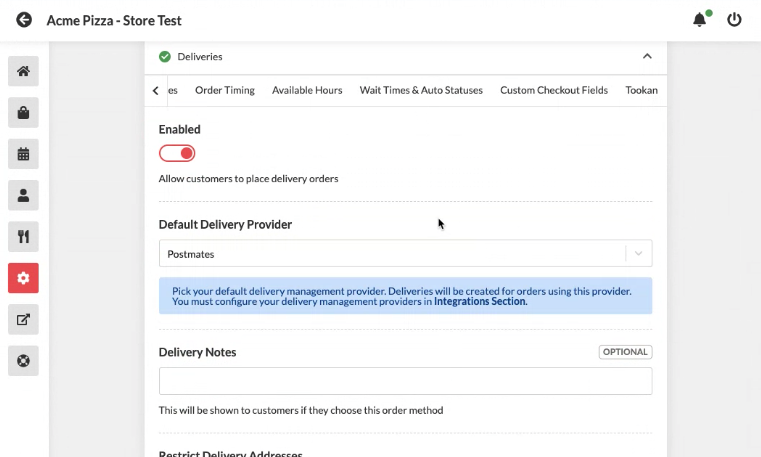 Acme Pizza - Store Test
Deliveries
es Order Timing Available Hours Wait Times & Auto Statuses Custom Checkout Fields Tookan
Enabled
Allow customers to place delivery orders
Default Delivery Provider
Postmates
Pick your default delivery management provider. Deliveries will be created for orders using this provider.
You must configure your delivery management providers in Integrations Section.
Delivery Notes OPTIONAL
This will be shown to customers if they choose this order method
Restrict Delivery Addresses